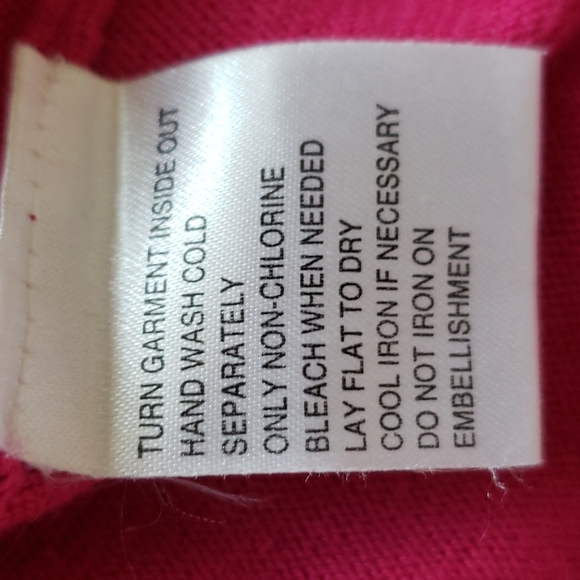 TURN GARMENT INSIDE OUT
HAND WASH COLD
SEPARATELY
ONLY NON-CHLORINE
BLEACH WHEN NEEDED
LAY FLAT TO DRY
COOL IRON IF NECESSARY
DO NOT IRON ON
EMBELLISHMENT